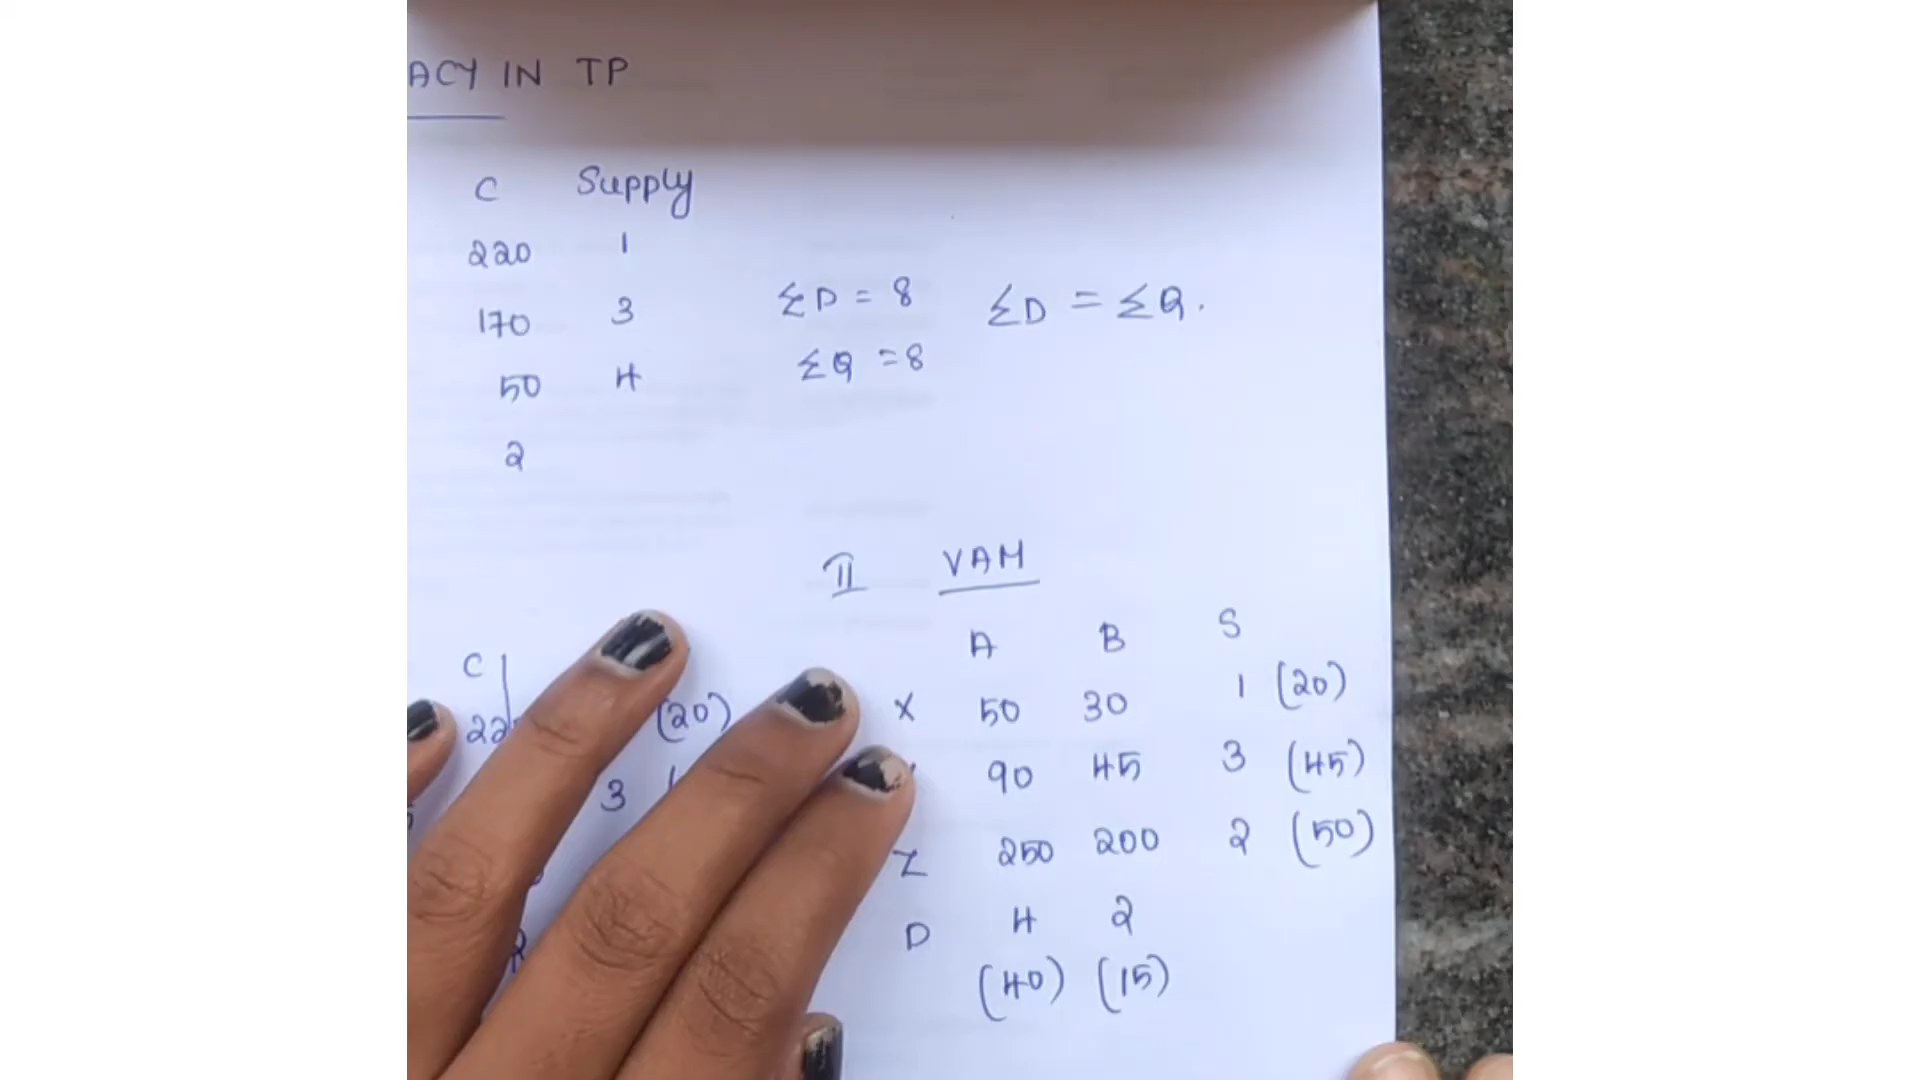 ACY IN TP
C Supply
220 1
170 3
ΣD = 8 ΣD = ΣQ.
ΣQ = 8
50 4
2
II VAM
A B S
C
X 50 30 1 (20)
22 (20)
90 45 3 (45)
3
Z 250 200 2 (50)
D 4 2
(40) (15)